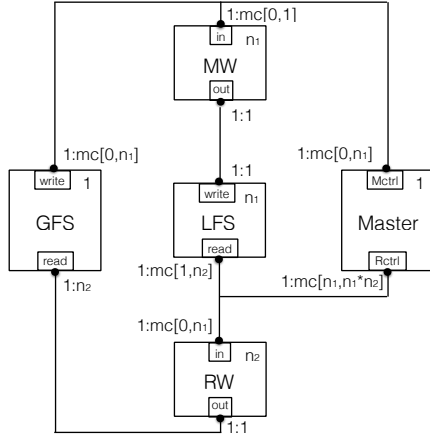 1:mc[0,1]
in n₁
MW
out
1:1
1:mc[0,n₁] 1:1 1:mc[0,n₁]
write 1 write n₁ Mctrl 1
GFS LFS Master
read read Rctrl
1:n₂ 1:mc[1,n₂] 1:mc[n₁,n₁*n₂]
1:mc[0,n₁]
in n₂
RW
out
1:1